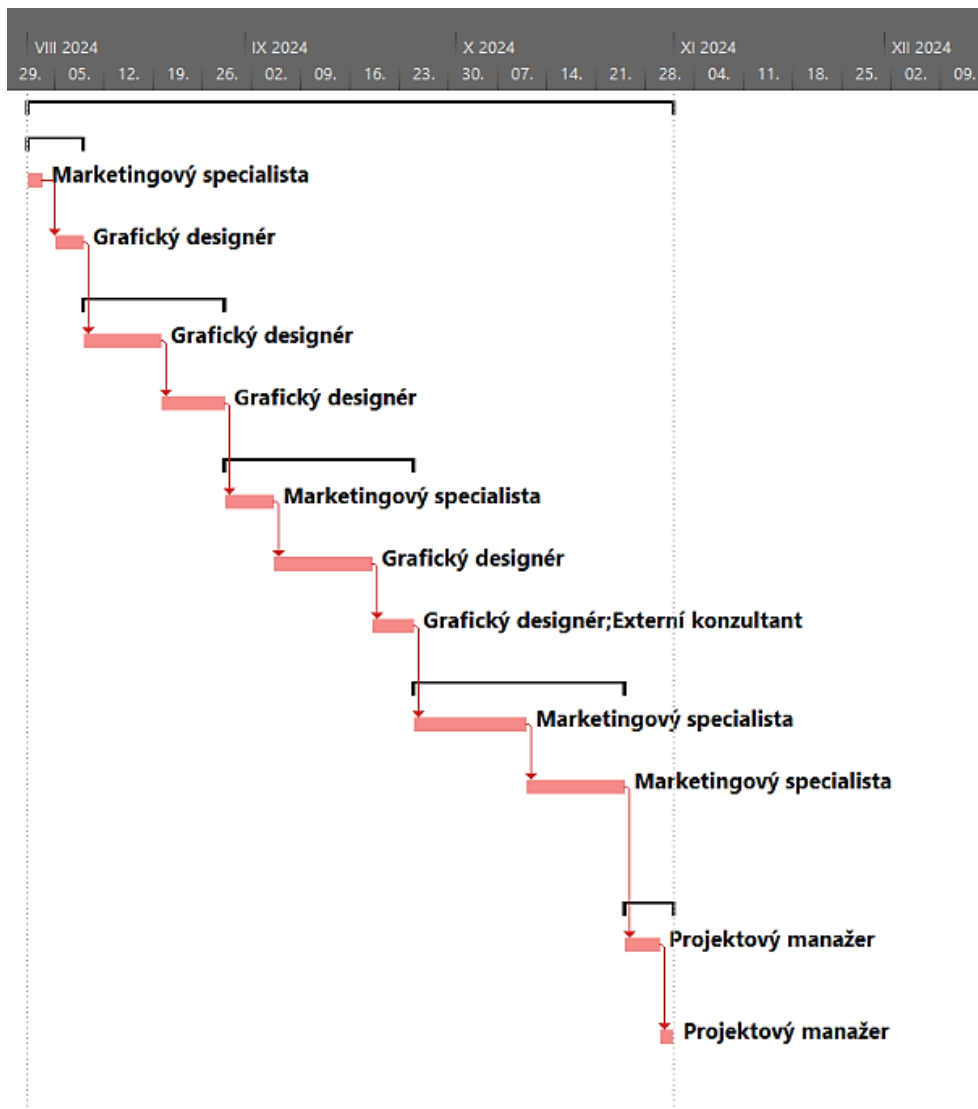 VIII 2024 IX 2024 X 2024 XI 2024 XII 2024
29. 05. 12. 19. 26. 02. 09. 16. 23. 30. 07. 14. 21. 28. 04. 11. 18. 25. 02. 09.
Marketingový specialista
Grafický designér
Grafický designér
Grafický designér
Marketingový specialista
Grafický designér
Grafický designér;Externí konzultant
Marketingový specialista
Marketingový specialista
Projektový manažer
Projektový manažer